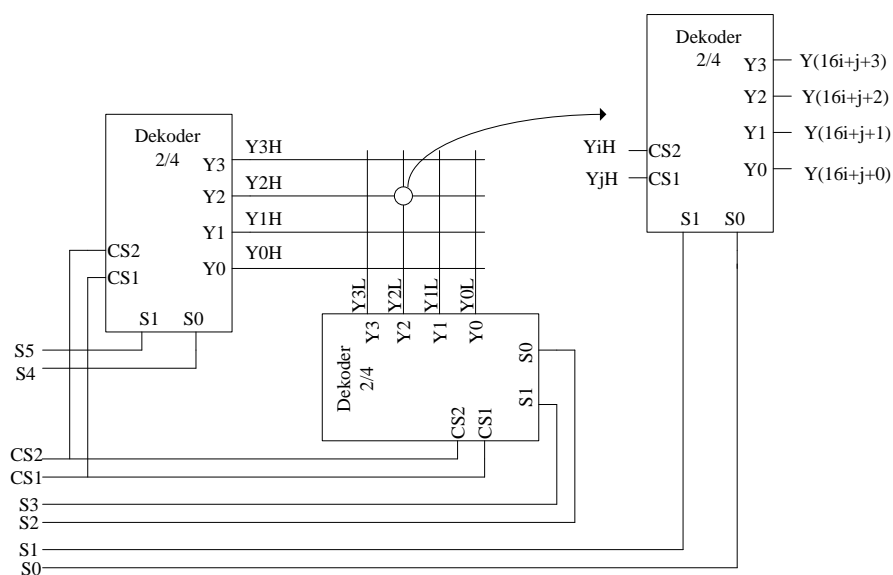 Dekoder
2/4
Y3
Y2
Y1
Y0
Y(16i+j+3)
Y(16i+j+2)
Y(16i+j+1)
Y(16i+j+0)
YiH
YjH
CS2
CS1
S1 S0
Dekoder
2/4
Y3
Y2
Y1
Y0
Y3H
Y2H
Y1H
Y0H
CS2
CS1
S1 S0
S5
S4
Y3L
Y2L
Y1L
Y0L
Y3
Y2
Y1
Y0
Dekoder
2/4
S0
S1
CS2
CS1
CS2
CS1
S3
S2
S1
S0